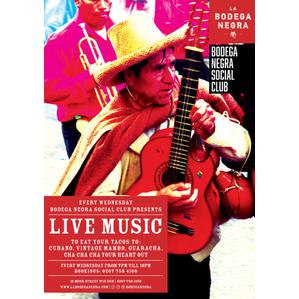 LA
BODEGA
NEGRA
BODEGA
NEGRA
SOCIAL
CLUB
EVERY WEDNESDAY
BODEGA NEGRA SOCIAL CLUB PRESENTS
LIVE MUSIC
TO EAT YOUR TACOS TO:
CUBANO, VINTAGE MAMBO, GUARACHA,
CHA CHA CHA YOUR HEART OUT
EVERY WEDNESDAY FROM 7PM TILL 10PM
BOOKINGS: 0207 758 4100